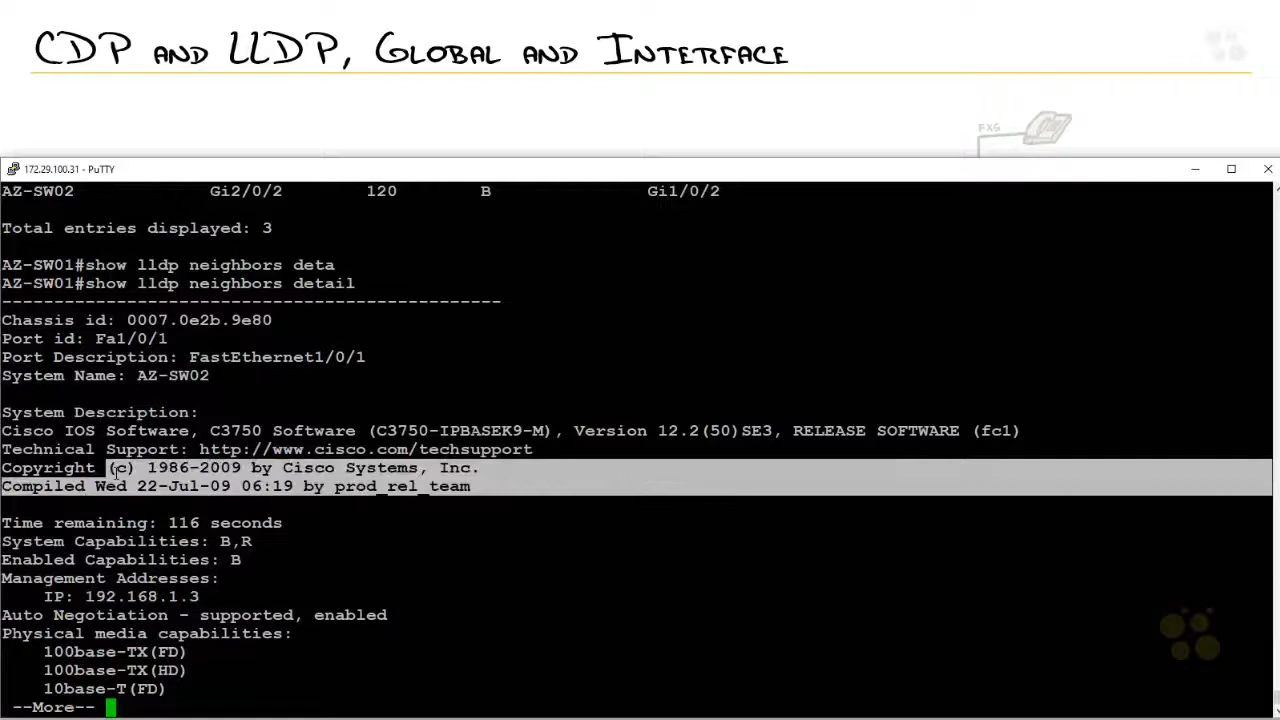 CDP AND LLDP, GLOBAL AND INTERFACE
FXS
172.29.100.31 - PuTTY
AZ-SW02 Gi2/0/2 120 B Gi1/0/2
Total entries displayed: 3
AZ-SW01#show lldp neighbors deta
AZ-SW01#show lldp neighbors detail
------------------------------------------------
Chassis id: 0007.0e2b.9e80
Port id: Fa1/0/1
Port Description: FastEthernet1/0/1
System Name: AZ-SW02
System Description:
Cisco IOS Software, C3750 Software (C3750-IPBASEK9-M), Version 12.2(50)SE3, RELEASE SOFTWARE (fc1)
Technical Support: http://www.cisco.com/techsupport
Copyright (c) 1986-2009 by Cisco Systems, Inc.
Compiled Wed 22-Jul-09 06:19 by prod_rel_team
Time remaining: 116 seconds
System Capabilities: B,R
Enabled Capabilities: B
Management Addresses:
IP: 192.168.1.3
Auto Negotiation - supported, enabled
Physical media capabilities:
100base-TX(FD)
100base-TX(HD)
10base-T(FD)
--More--